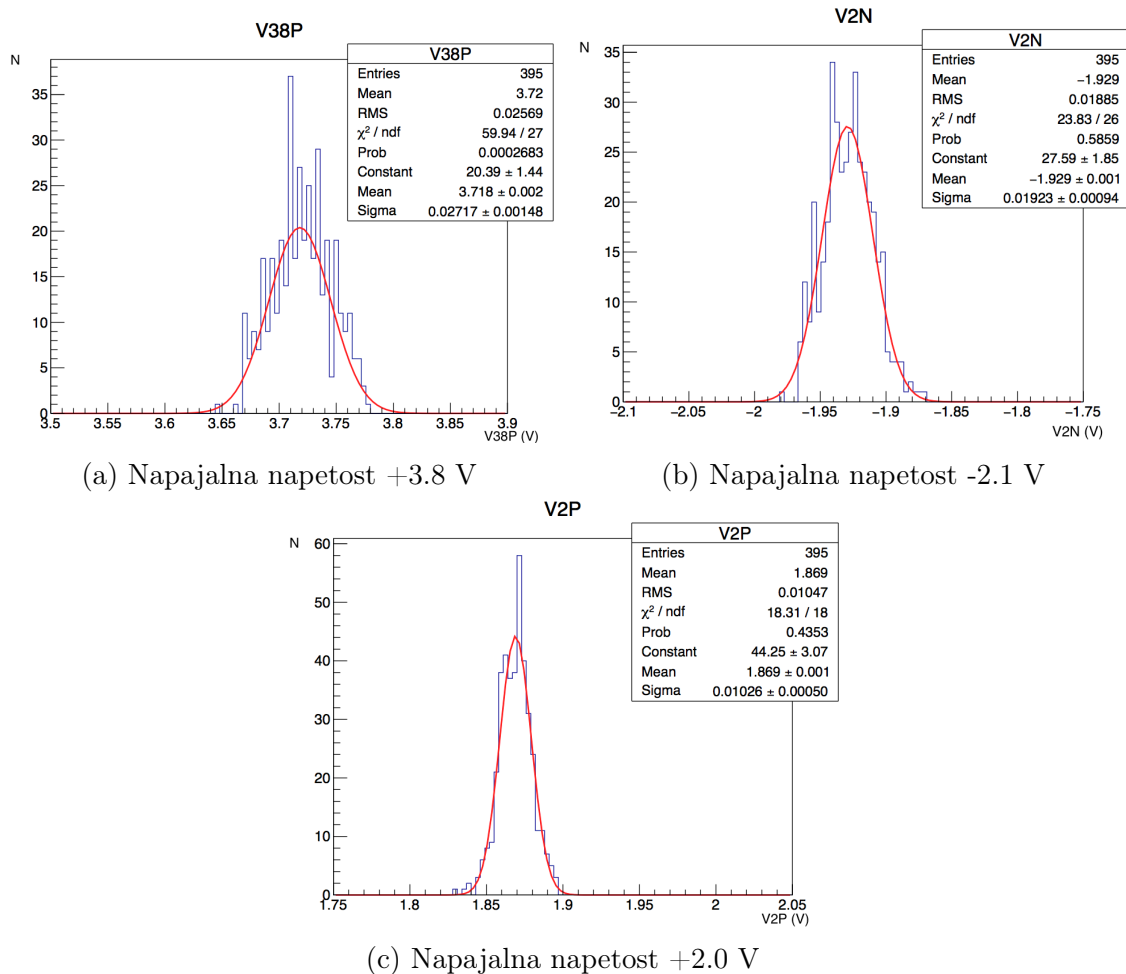 V38P
N
V38P
Entries 395
Mean 3.72
RMS 0.02569
χ² / ndf 59.94 / 27
Prob 0.0002683
Constant 20.39 ± 1.44
Mean 3.718 ± 0.002
Sigma 0.02717 ± 0.00148
35
30
25
20
15
10
5
0
3.5 3.6 3.65 3.7 3.75 3.8 3.85 3.9
V38P (V)
(a) Napajalna napetost +3.8 V
V2N
N
V2N
Entries 395
Mean −1.929
RMS 0.01885
χ² / ndf 23.83 / 26
Prob 0.5859
Constant 27.59 ± 1.85
Mean −1.929 ± 0.001
Sigma 0.01923 ± 0.00094
35
30
25
20
15
10
5
0
−2.1 −2.05 −2 −1.95 −1.9 −1.85 −1.8 −1.75
V2N (V)
(b) Napajalna napetost -2.1 V
V2P
N
V2P
Entries 395
Mean 1.869
RMS 0.01047
χ² / ndf 18.31 / 18
Prob 0.4353
Constant 44.25 ± 3.07
Mean 1.869 ± 0.001
Sigma 0.01026 ± 0.00050
60
50
40
30
20
10
0
1.75 1.8 1.85 1.9 1.95 2 2.05
V2P (V)
(c) Napajalna napetost +2.0 V